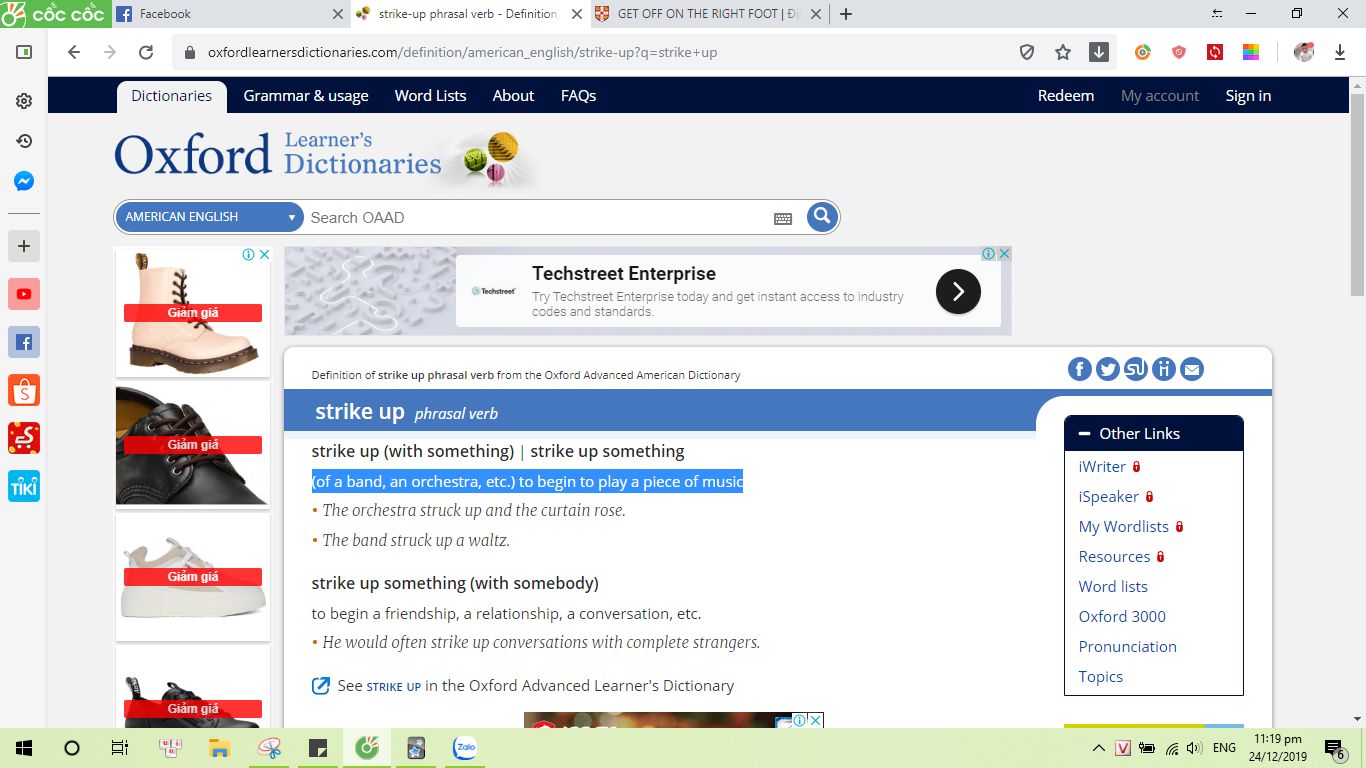 cốc cốc
Facebook
strike-up phrasal verb - Definition,
GET OFF ON THE RIGHT FOOT | Đị
oxfordlearnersdictionaries.com/definition/american_english/strike-up?q=strike+up
Dictionaries
Grammar & usage
Word Lists
About
FAQs
Redeem
My account
Sign in
Oxford
Learner's
Dictionaries
AMERICAN ENGLISH
Search OAAD
Giảm giá
Giảm giá
Giảm giá
Giảm giá
Techstreet
Techstreet Enterprise
Try Techstreet Enterprise today and get instant access to industry
codes and standards.
Definition of strike up phrasal verb from the Oxford Advanced American Dictionary
strike up phrasal verb
strike up (with something) | strike up something
(of a band, an orchestra, etc.) to begin to play a piece of music
• The orchestra struck up and the curtain rose.
• The band struck up a waltz.
strike up something (with somebody)
to begin a friendship, a relationship, a conversation, etc.
• He would often strike up conversations with complete strangers.
See STRIKE UP in the Oxford Advanced Learner's Dictionary
Other Links
iWriter
iSpeaker
My Wordlists
Resources
Word lists
Oxford 3000
Pronunciation
Topics
TIKI
Zalo
ENG
11:19 pm
24/12/2019
6